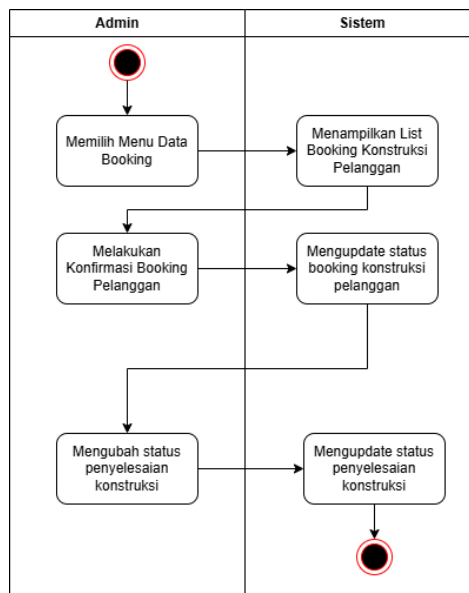 Admin
Sistem
Memilih Menu Data
Booking
Menampilkan List
Booking Konstruksi
Pelanggan
Melakukan
Konfirmasi Booking
Pelanggan
Mengupdate status
booking konstruksi
pelanggan
Mengubah status
penyelesaian
konstruksi
Mengupdate status
penyelesaian
konstruksi